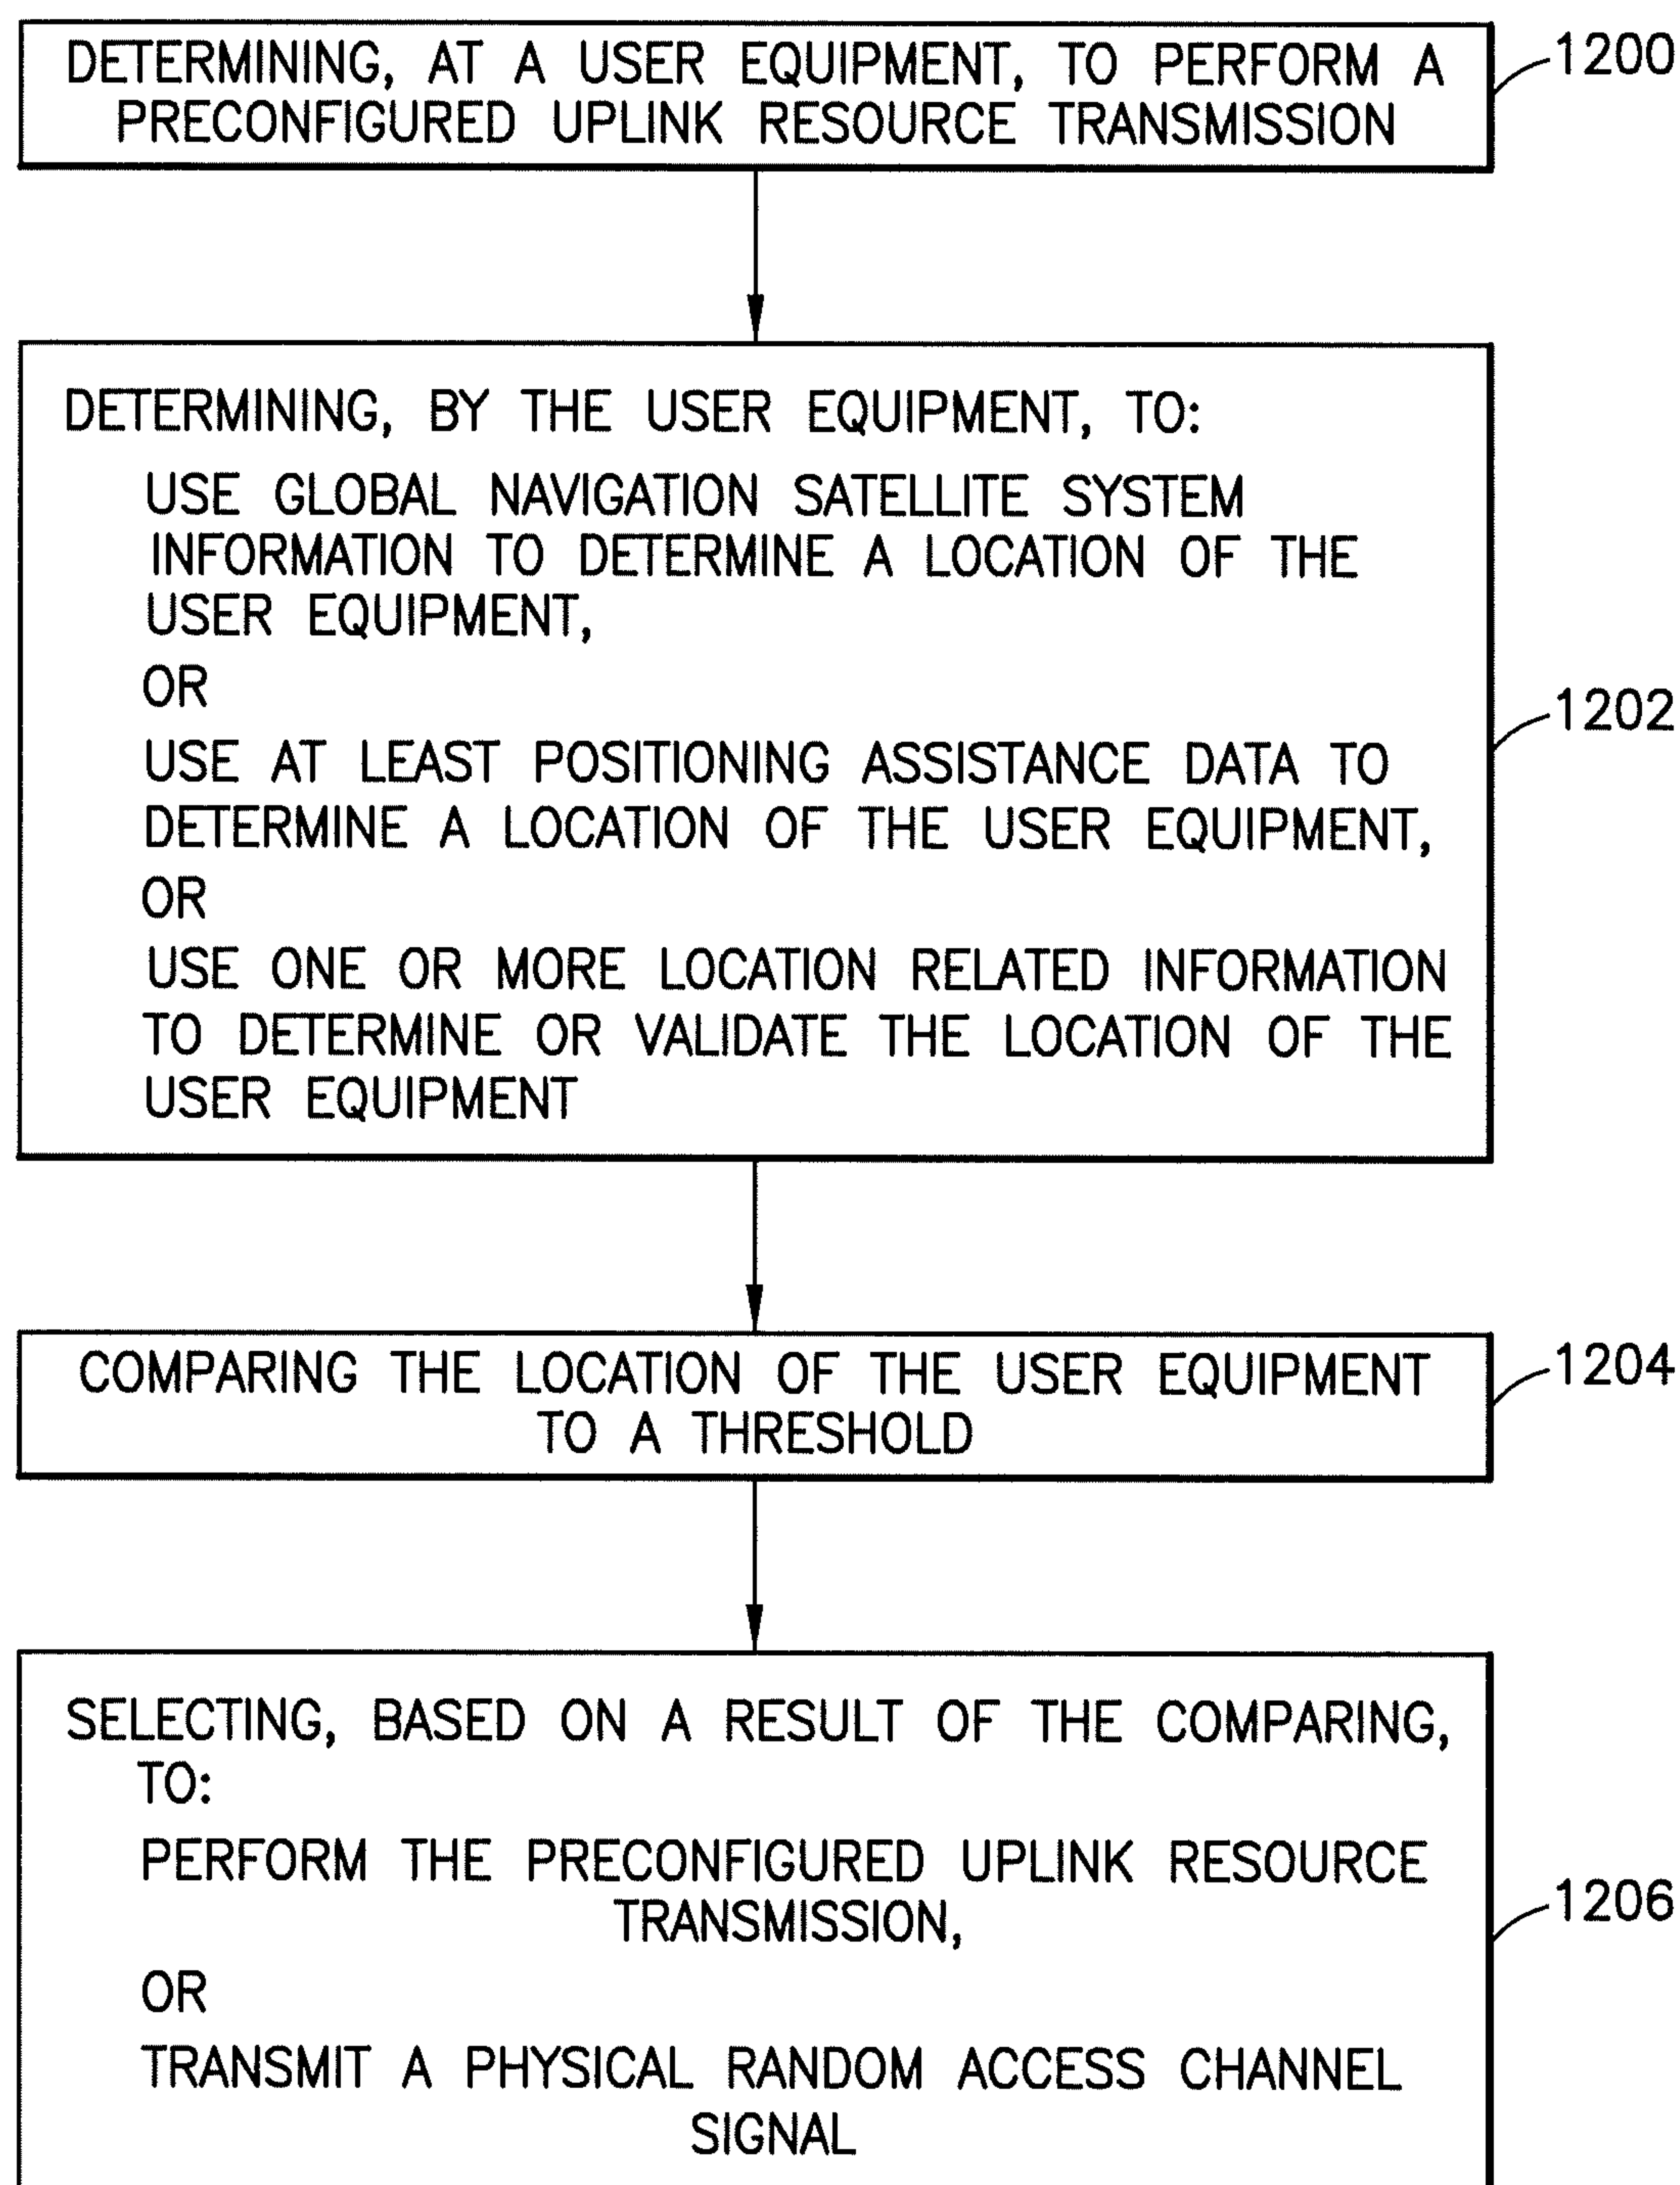 DETERMINING, AT A USER EQUIPMENT, TO PERFORM A
PRECONFIGURED UPLINK RESOURCE TRANSMISSION
1200
DETERMINING, BY THE USER EQUIPMENT, TO:
USE GLOBAL NAVIGATION SATELLITE SYSTEM
INFORMATION TO DETERMINE A LOCATION OF THE
USER EQUIPMENT,
OR
USE AT LEAST POSITIONING ASSISTANCE DATA TO
DETERMINE A LOCATION OF THE USER EQUIPMENT,
OR
USE ONE OR MORE LOCATION RELATED INFORMATION
TO DETERMINE OR VALIDATE THE LOCATION OF THE
USER EQUIPMENT
1202
COMPARING THE LOCATION OF THE USER EQUIPMENT
TO A THRESHOLD
1204
SELECTING, BASED ON A RESULT OF THE COMPARING,
TO:
PERFORM THE PRECONFIGURED UPLINK RESOURCE
TRANSMISSION,
OR
TRANSMIT A PHYSICAL RANDOM ACCESS CHANNEL
SIGNAL
1206